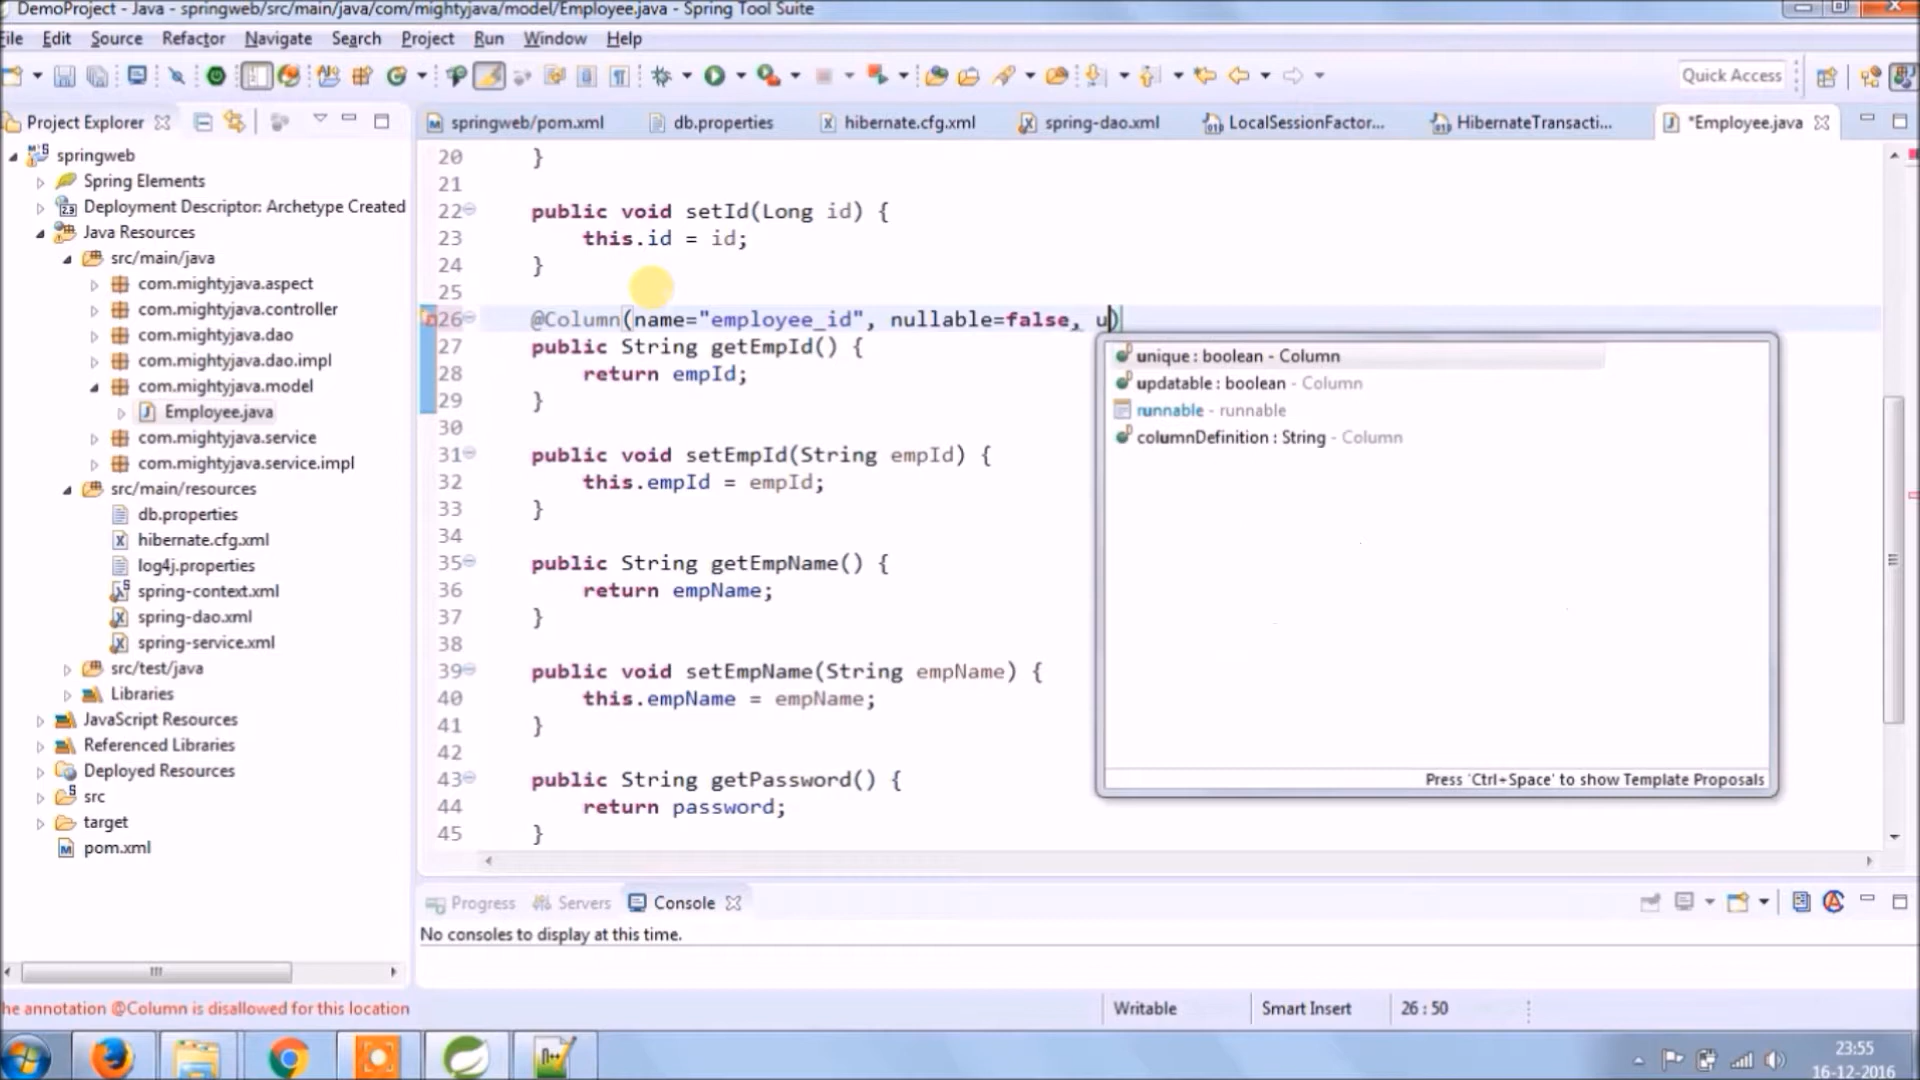 DemoProject - Java - springweb/src/main/java/com/mightyjava/model/Employee.java - Spring Tool Suite
ile Edit Source Refactor Navigate Search Project Run Window Help
Quick Access
Project Explorer
springweb/pom.xml db.properties hibernate.cfg.xml spring-dao.xml LocalSessionFactor... HibernateTransacti... *Employee.java
springweb
Spring Elements
Deployment Descriptor: Archetype Created
Java Resources
src/main/java
com.mightyjava.aspect
com.mightyjava.controller
com.mightyjava.dao
com.mightyjava.dao.impl
com.mightyjava.model
Employee.java
com.mightyjava.service
com.mightyjava.service.impl
src/main/resources
db.properties
hibernate.cfg.xml
log4j.properties
spring-context.xml
spring-dao.xml
spring-service.xml
src/test/java
Libraries
JavaScript Resources
Referenced Libraries
Deployed Resources
src
target
pom.xml
20 }
21
22 public void setId(Long id) {
23 this.id = id;
24 }
25
26 @Column(name="employee_id", nullable=false, u)
27 public String getEmpId() {
28 return empId;
29 }
30
31 public void setEmpId(String empId) {
32 this.empId = empId;
33 }
34
35 public String getEmpName() {
36 return empName;
37 }
38
39 public void setEmpName(String empName) {
40 this.empName = empName;
41 }
42
43 public String getPassword() {
44 return password;
45 }
unique : boolean - Column
updatable : boolean - Column
runnable - runnable
columnDefinition : String - Column
Press 'Ctrl+Space' to show Template Proposals
Progress Servers Console
No consoles to display at this time.
he annotation @Column is disallowed for this location
Writable Smart Insert 26 : 50
23:55
16-12-2016